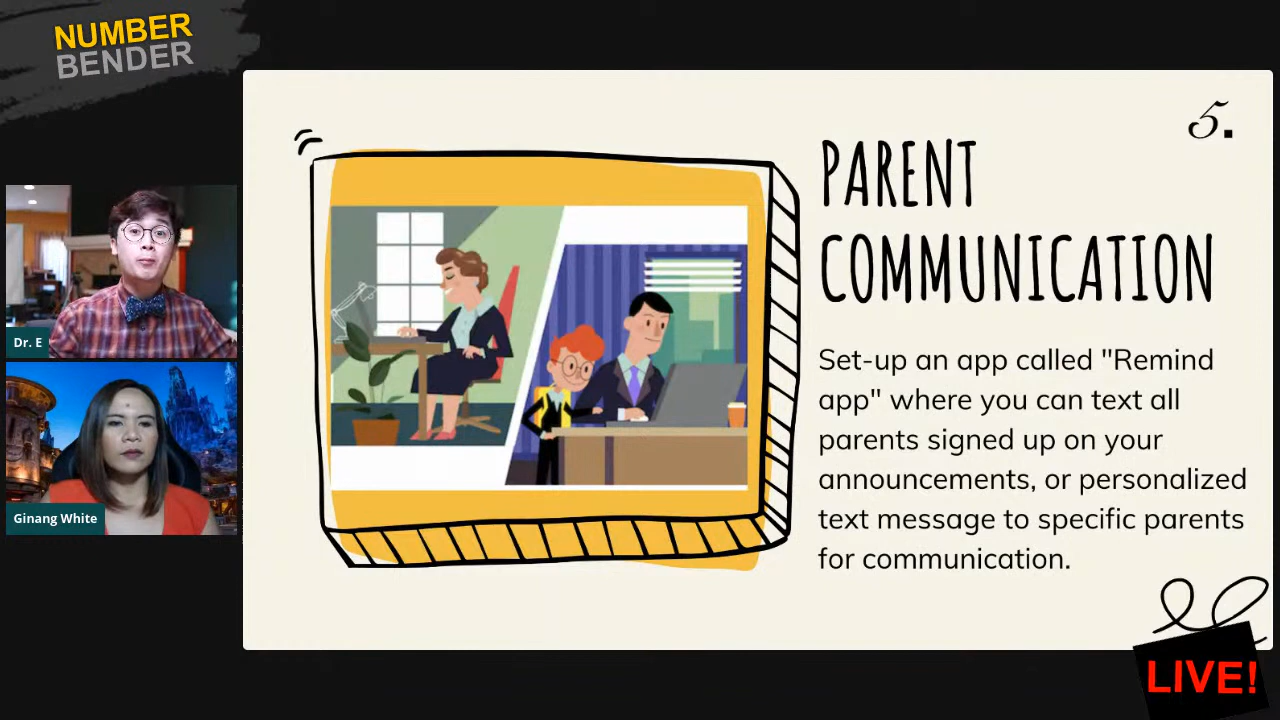 NUMBER
BENDER
5.
PARENT
COMMUNICATION
Set-up an app called "Remind
app" where you can text all
parents signed up on your
announcements, or personalized
text message to specific parents
for communication.
Dr. E
Ginang White
LIVE!